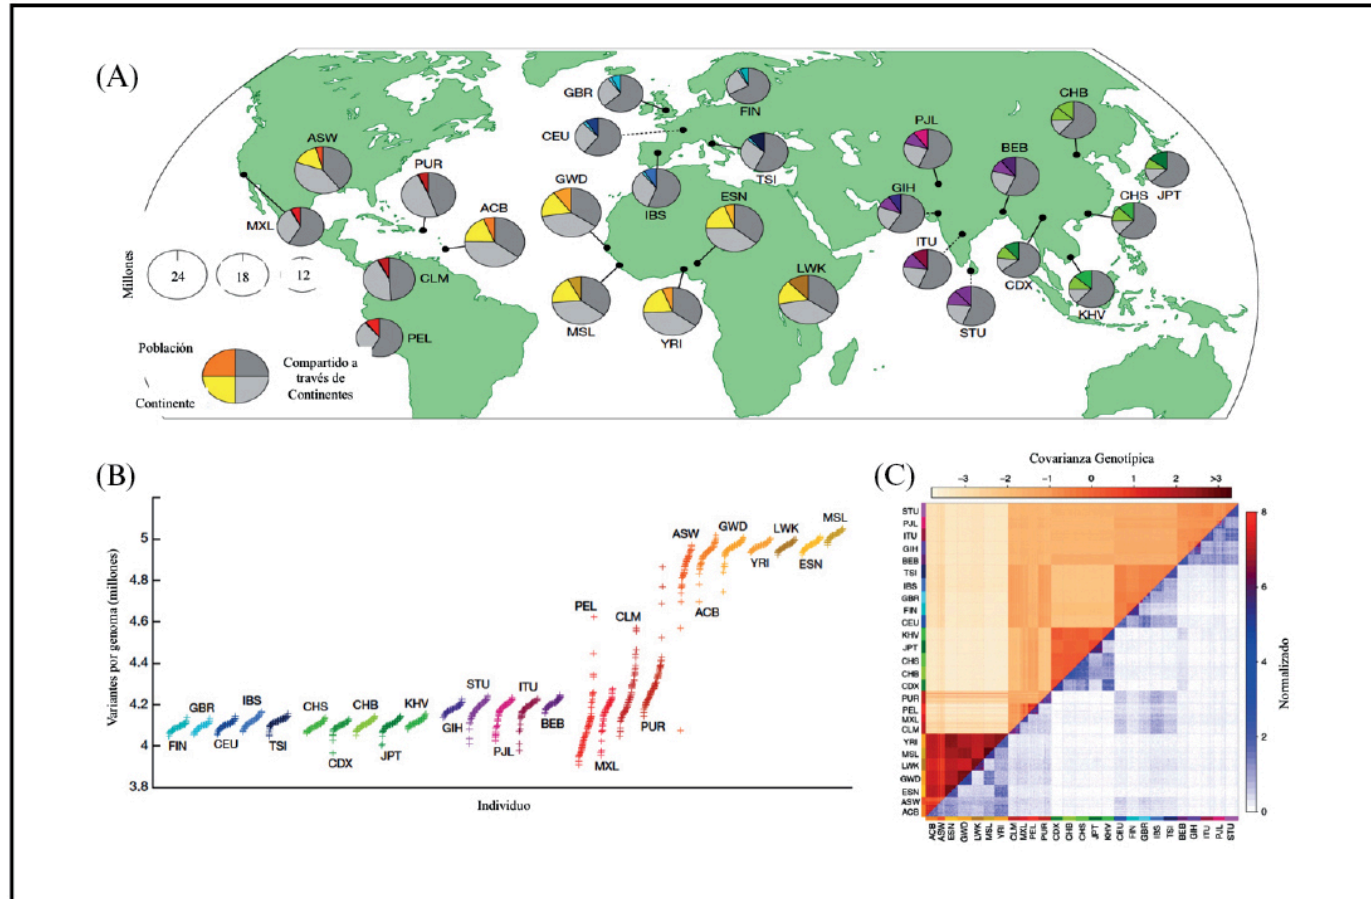 (A)
GBR
FIN
CHB
CEU
PJL
ASW
BEB
PUR
TSI
GWD
ESN
IBS
GIH
CHS
JPT
ACB
MXL
ITU
CDX
Millones
24
18
12
CLM
LWK
KHV
MSL
YRI
STU
PEL
Población
Compartido a
través de
Continentes
Continente
(B)
Variantes por genoma (millones)
5
4.8
4.6
4.4
4.2
4
3.8
MSL
ASW
GWD
LWK
YRI
ESN
ACB
PEL
CLM
PUR
MXL
STU
ITU
GIH
PJL
BEB
IBS
GBR
CHS
CHB
KHV
FIN
CEU
TSI
CDX
JPT
Individuo
(C)
Covarianza Genotípica
−3 −2 0 2 >3
STU
PJL
ITU
GIH
BEB
TSI
IBS
GBR
FIN
CEU
KHV
JPT
CHS
CHB
CDX
PUR
PEL
MXL
CLM
YRI
MSL
LWK
GWD
ESN
ASW
ACB
ACB ASW ESN GWD LWK MSL YRI CLM MXL PEL PUR CDX CHB CHS JPT KHV CEU FIN GBR IBS TSI BEB GIH ITU PJL STU
8
6
4
2
0
Normalizado